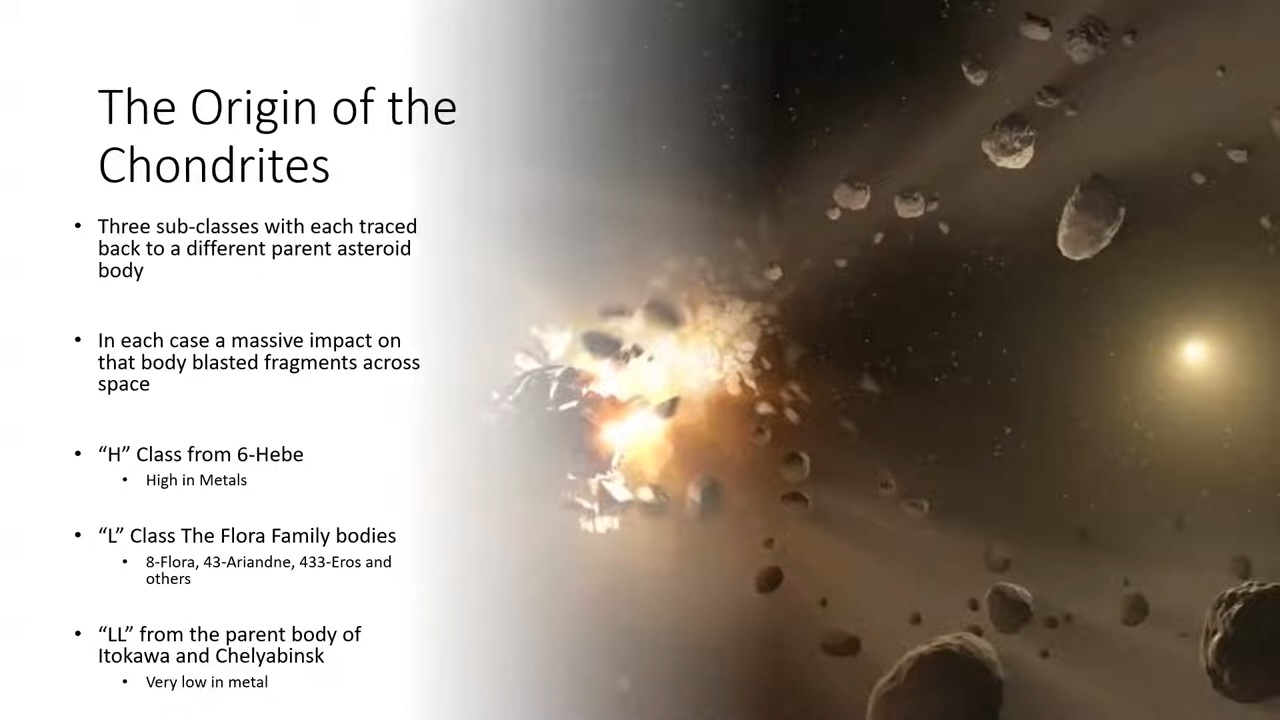 The Origin of the
Chondrites
• Three sub-classes with each traced
back to a different parent asteroid
body
• In each case a massive impact on
that body blasted fragments across
space
• “H” Class from 6-Hebe
• High in Metals
• “L” Class The Flora Family bodies
• 8-Flora, 43-Ariandne, 433-Eros and
others
• “LL” from the parent body of
Itokawa and Chelyabinsk
• Very low in metal